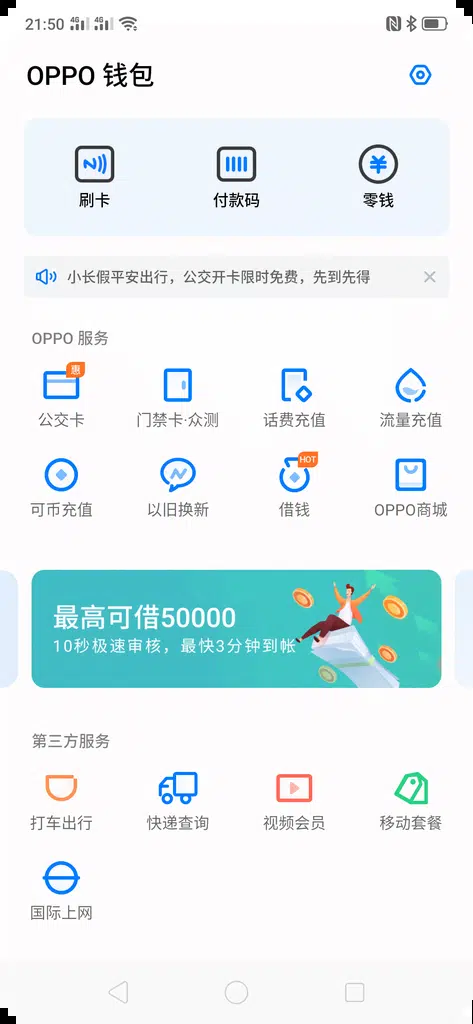 21:50 4G 4G
OPPO 钱包
刷卡 付款码 零钱
小长假平安出行，公交开卡限时免费，先到先得
OPPO 服务
惠
公交卡 门禁卡·众测 话费充值 流量充值
HOT
可币充值 以旧换新 借钱 OPPO商城
最高可借50000
10秒极速审核，最快3分钟到帐
第三方服务
打车出行 快递查询 视频会员 移动套餐
国际上网